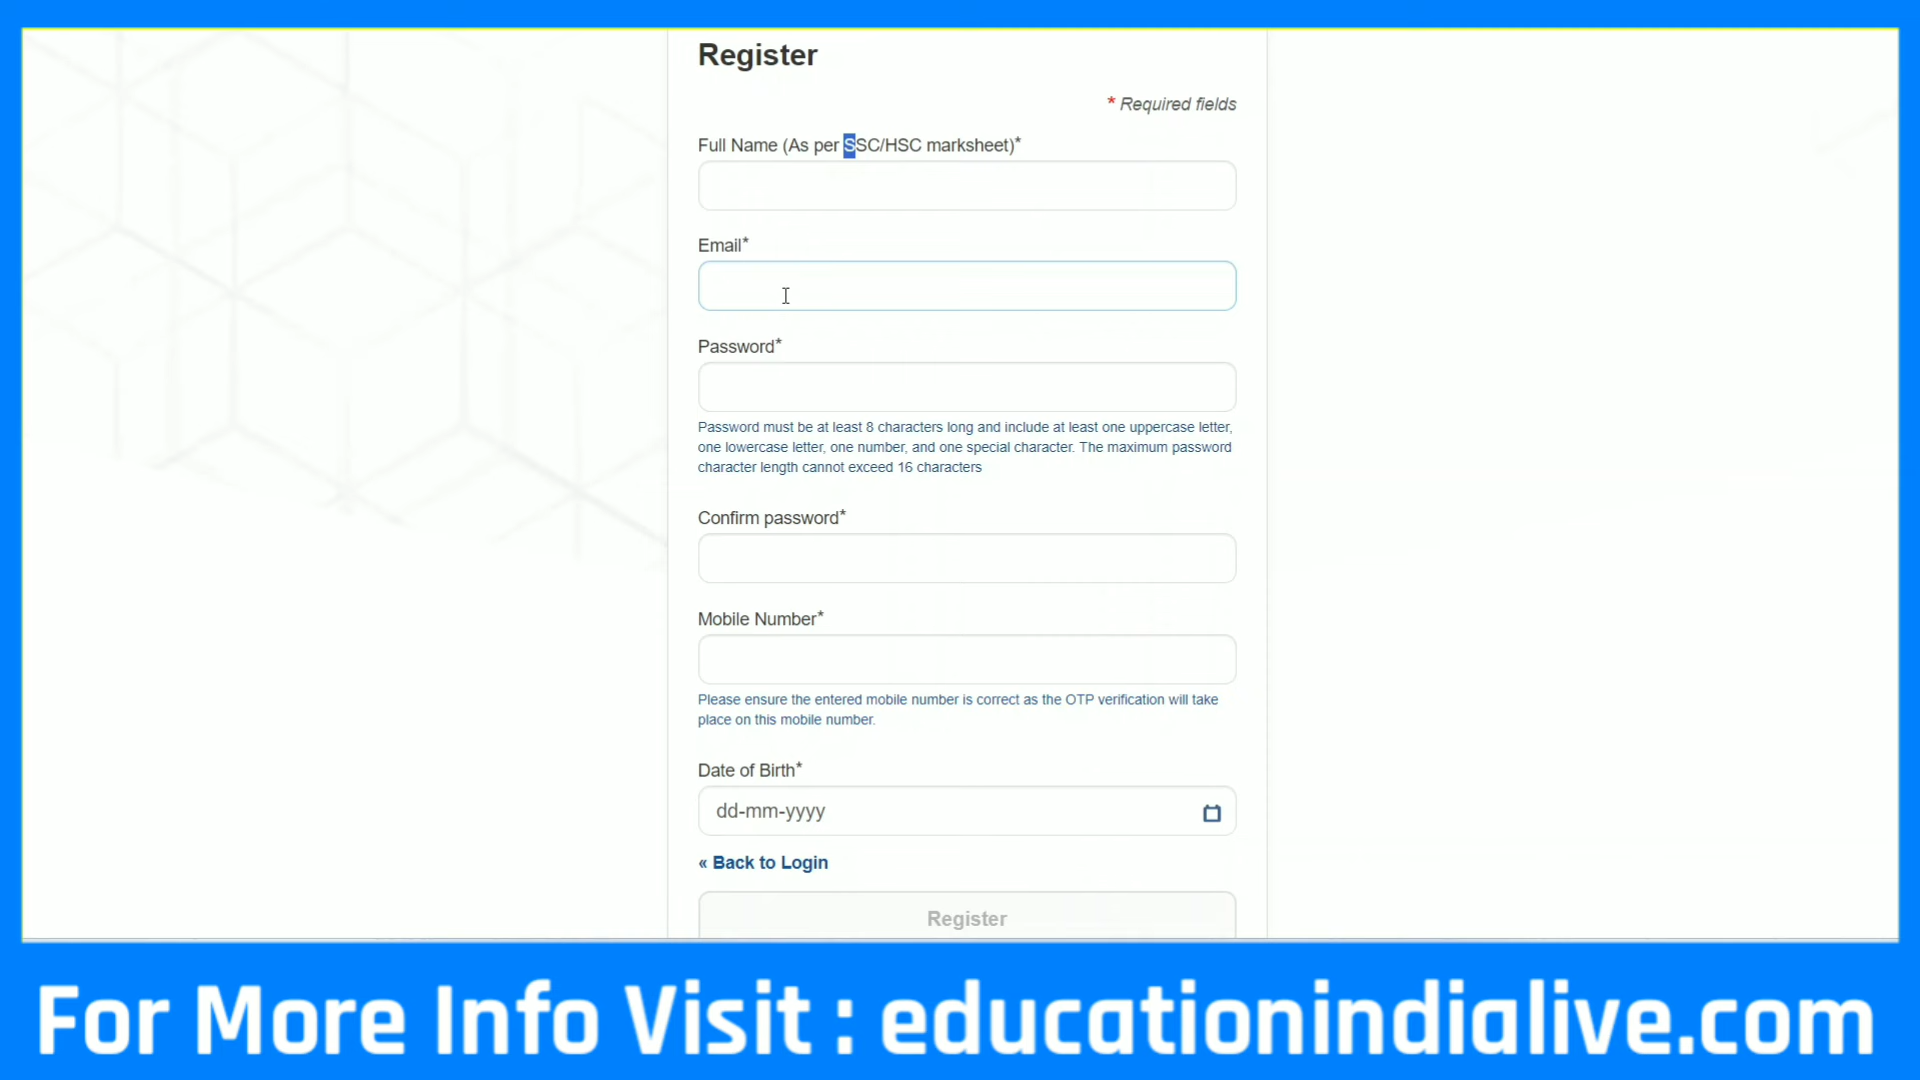 Register
* Required fields
Full Name (As per SSC/HSC marksheet)*
Email*
Password*
Password must be at least 8 characters long and include at least one uppercase letter,
one lowercase letter, one number, and one special character. The maximum password
character length cannot exceed 16 characters
Confirm password*
Mobile Number*
Please ensure the entered mobile number is correct as the OTP verification will take
place on this mobile number.
Date of Birth*
dd-mm-yyyy
« Back to Login
Register
For More Info Visit : educationindialive.com